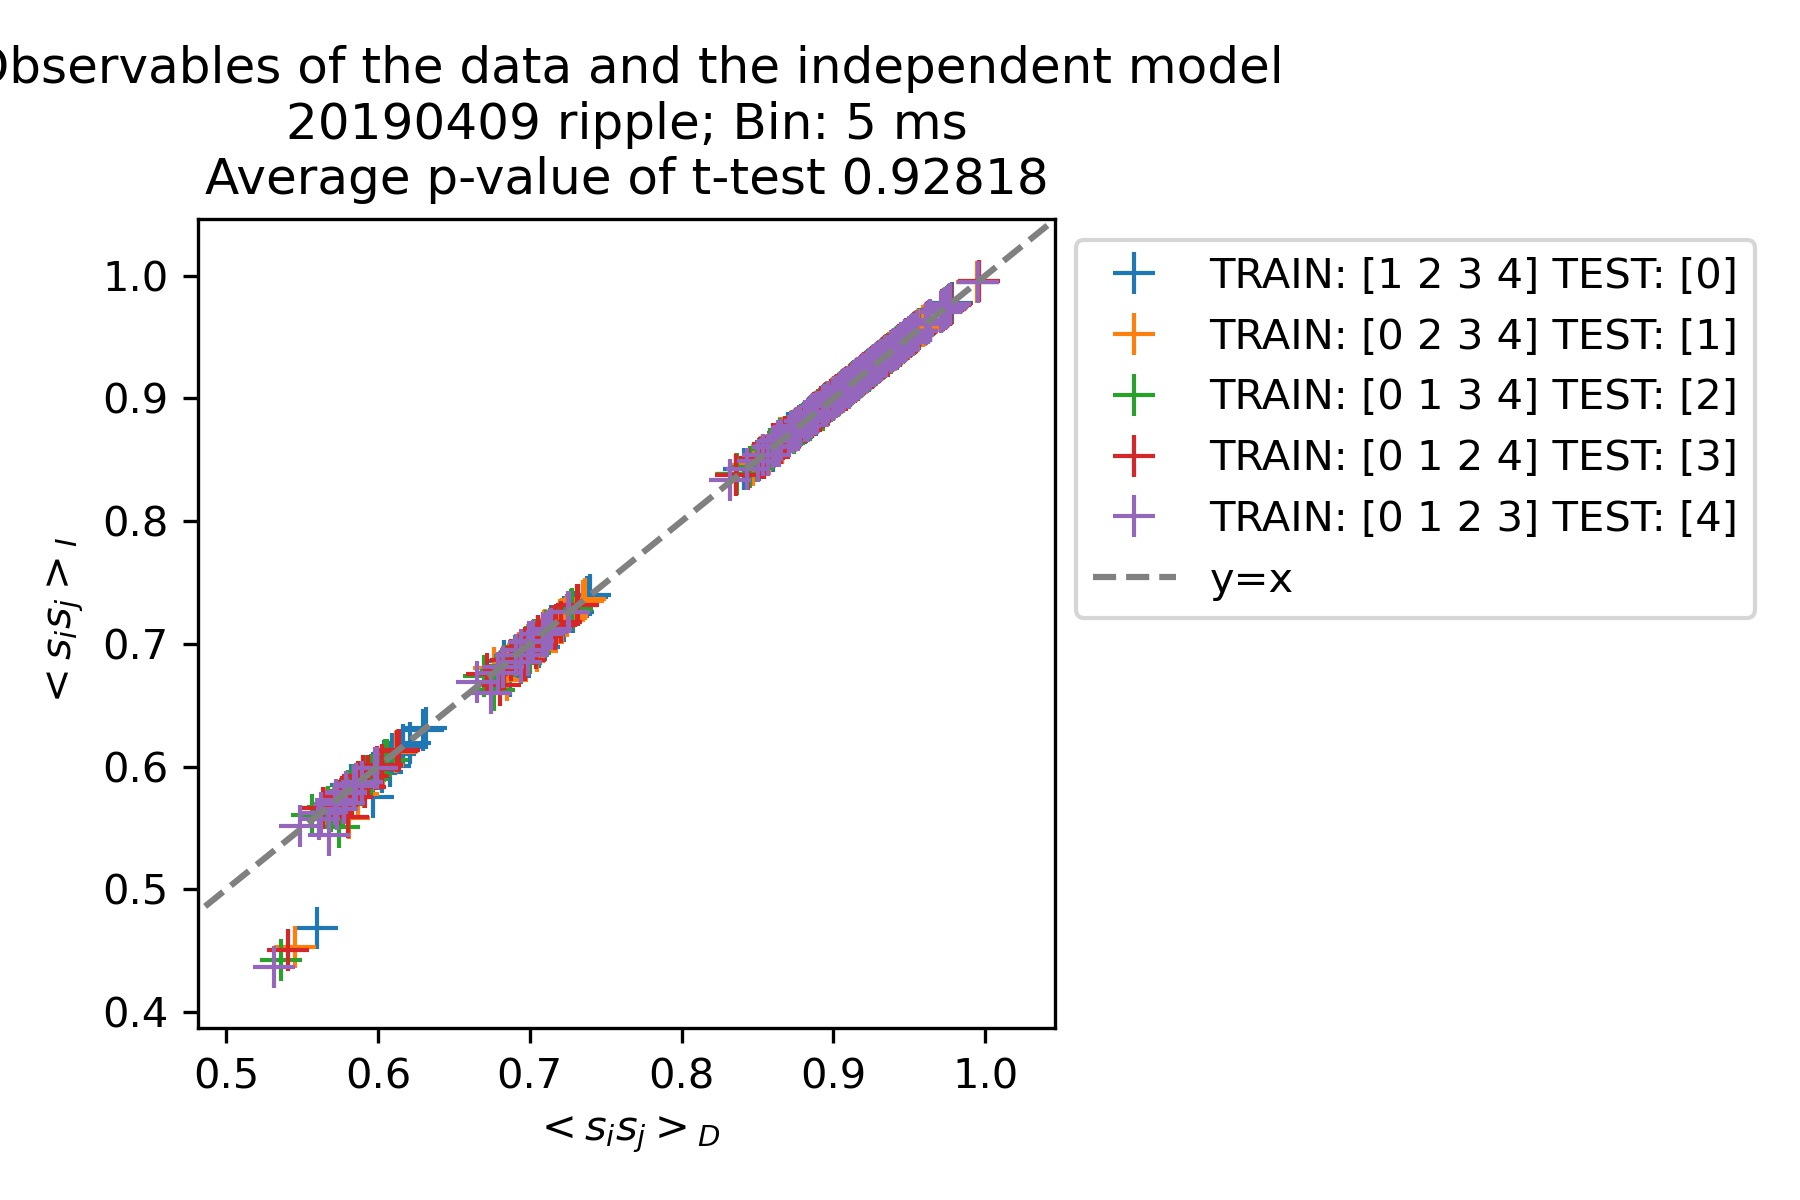 Observables of the data and the independent model
20190409 ripple; Bin: 5 ms
Average p-value of t-test 0.92818
1.0
0.9
0.8
0.7
0.6
0.5
0.4
< s_i s_j >_I
0.5 0.6 0.7 0.8 0.9 1.0
< s_i s_j >_D
TRAIN: [1 2 3 4] TEST: [0]
TRAIN: [0 2 3 4] TEST: [1]
TRAIN: [0 1 3 4] TEST: [2]
TRAIN: [0 1 2 4] TEST: [3]
TRAIN: [0 1 2 3] TEST: [4]
y=x